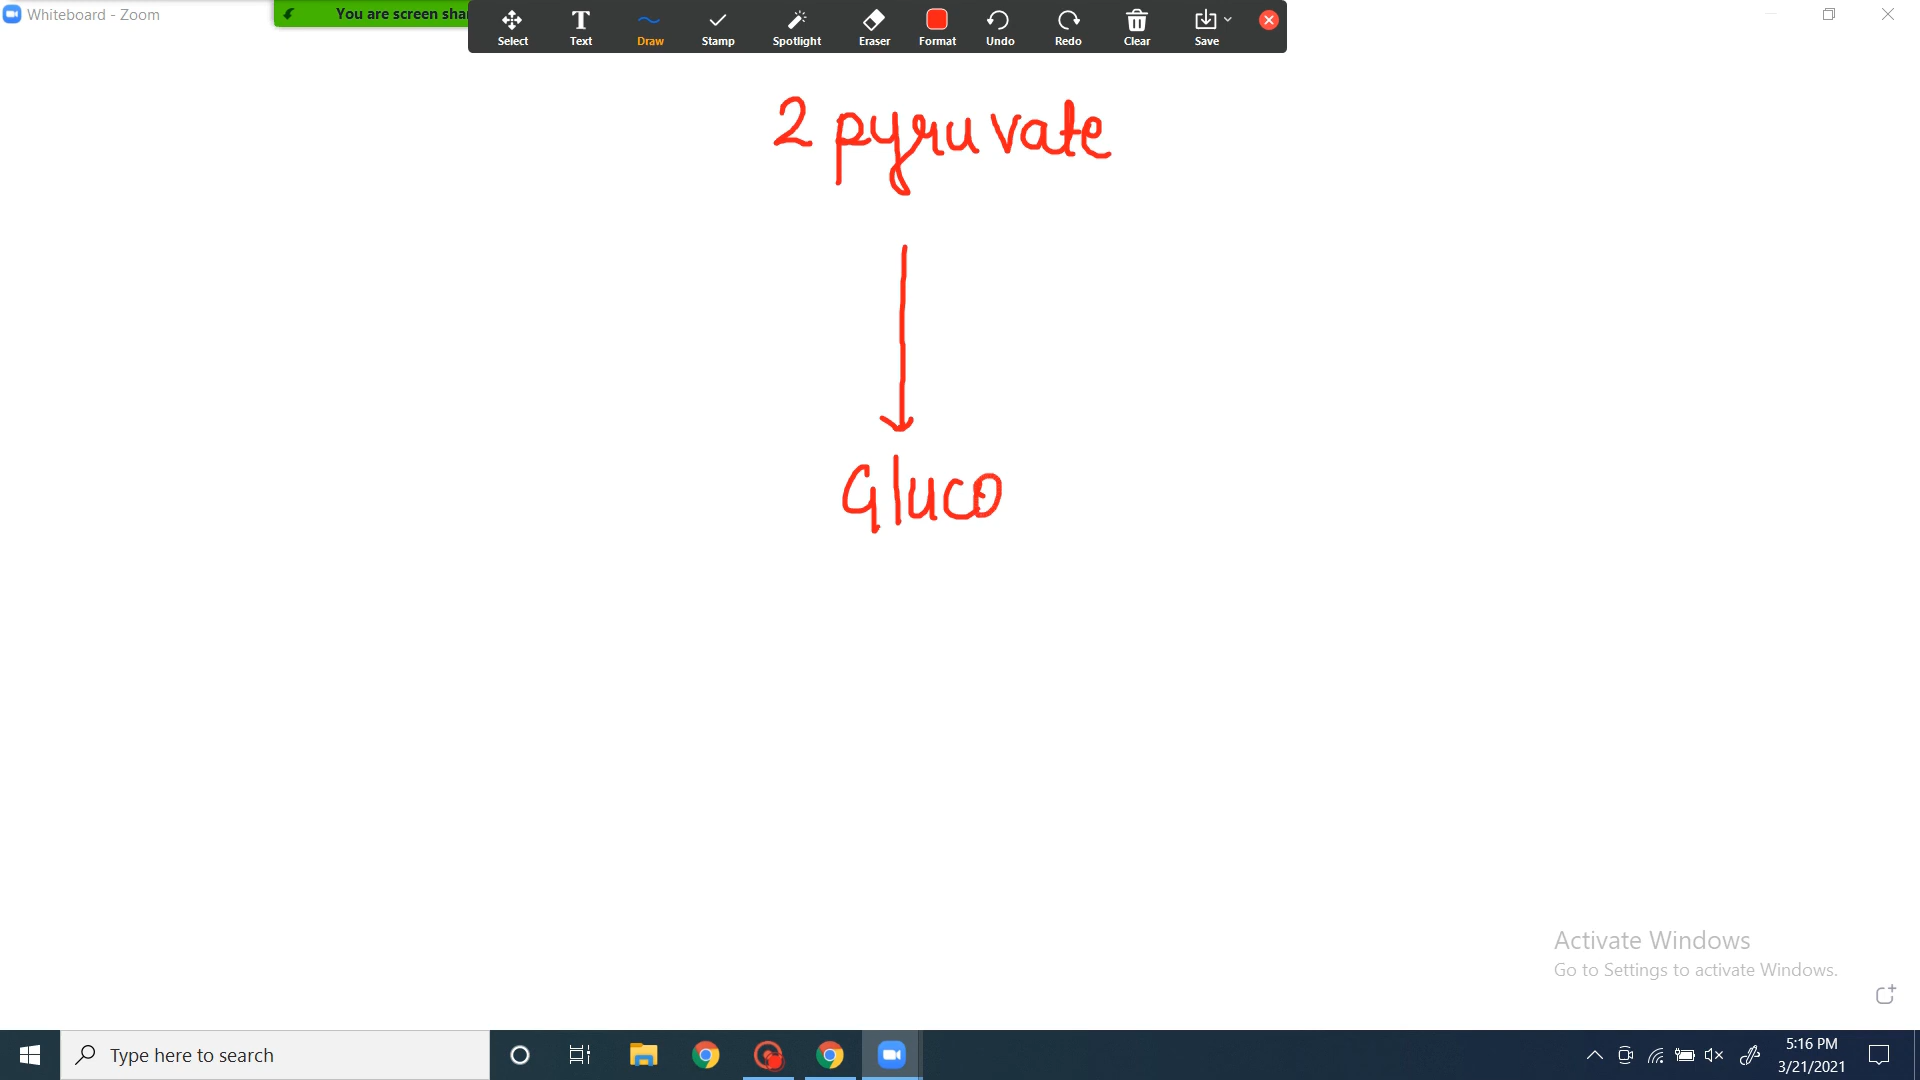 Whiteboard - Zoom
You are screen sha
Select Text Draw Stamp Spotlight Eraser Format Undo Redo Clear Save
2 pyruvate
Gluco
Activate Windows
Go to Settings to activate Windows.
Type here to search
5:16 PM
3/21/2021